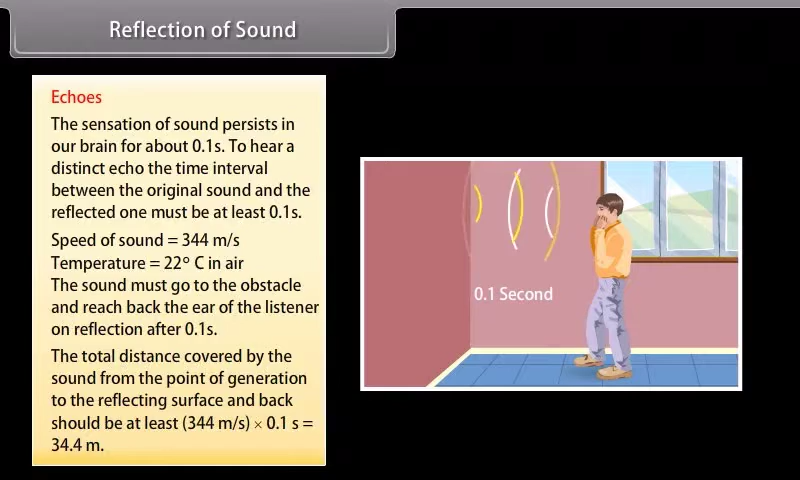 Reflection of Sound
Echoes
The sensation of sound persists in
our brain for about 0.1s. To hear a
distinct echo the time interval
between the original sound and the
reflected one must be at least 0.1s.
Speed of sound = 344 m/s
Temperature = 22º C in air
The sound must go to the obstacle
and reach back the ear of the listener
on reflection after 0.1s.
The total distance covered by the
sound from the point of generation
to the reflecting surface and back
should be at least (344 m/s) × 0.1 s =
34.4 m.
0.1 Second